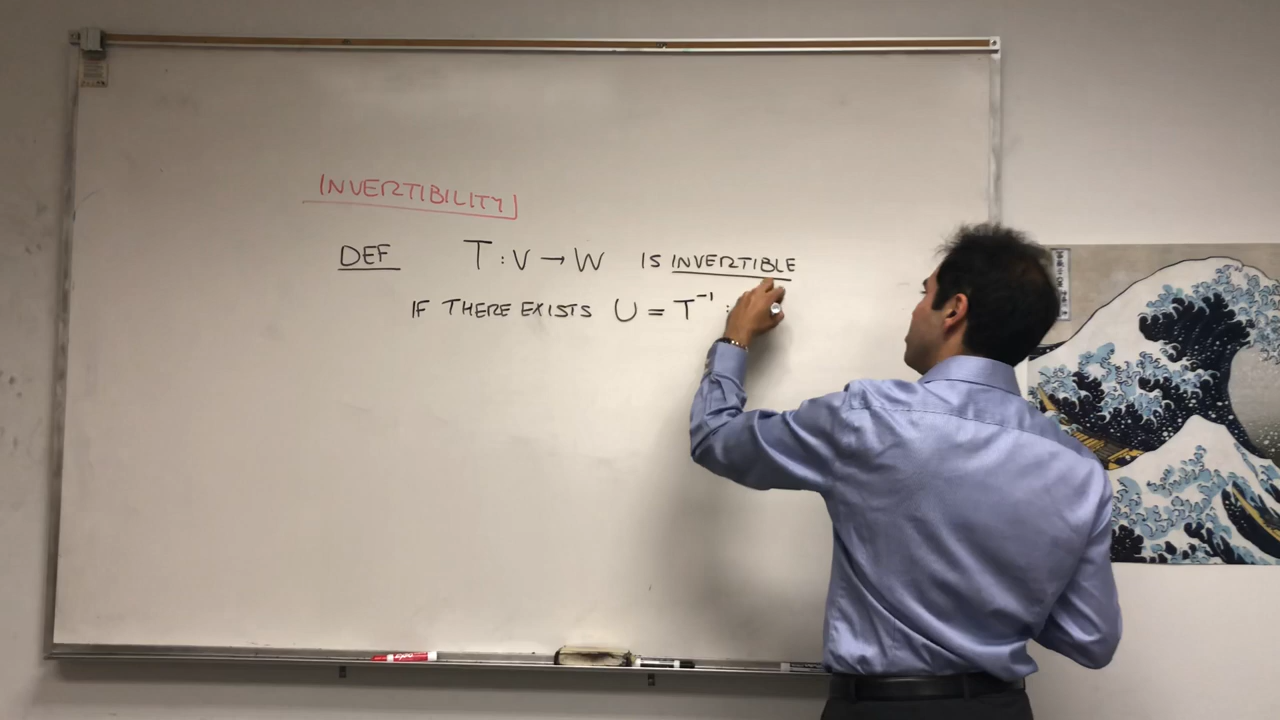 INVERTIBILITY
DEF T : V → W IS INVERTIBLE
IF THERE EXISTS U = T⁻¹ :